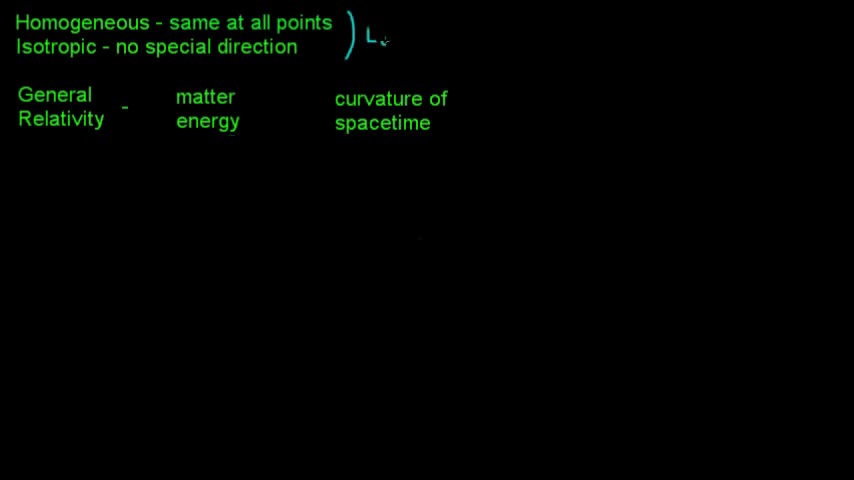 Homogeneous - same at all points
Isotropic - no special direction
) L
General
Relativity -
matter
energy
curvature of
spacetime